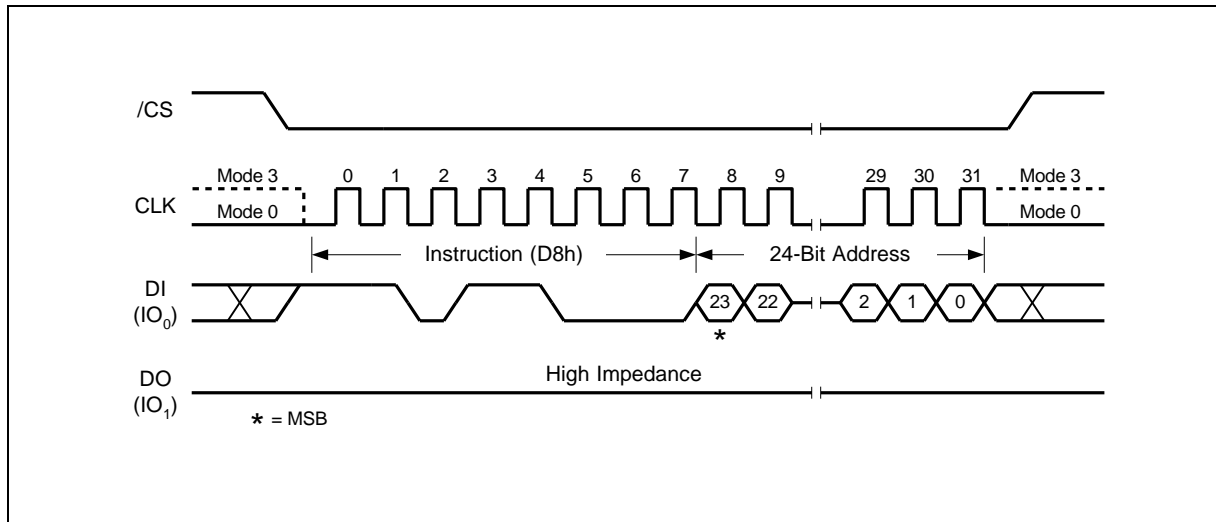 /CS
Mode 3 0 1 2 3 4 5 6 7 8 9 29 30 31 Mode 3
CLK
Mode 0 Mode 0
Instruction (D8h) 24-Bit Address
DI
(IO0) 23 22 2 1 0
*
DO High Impedance
(IO1)
* = MSB